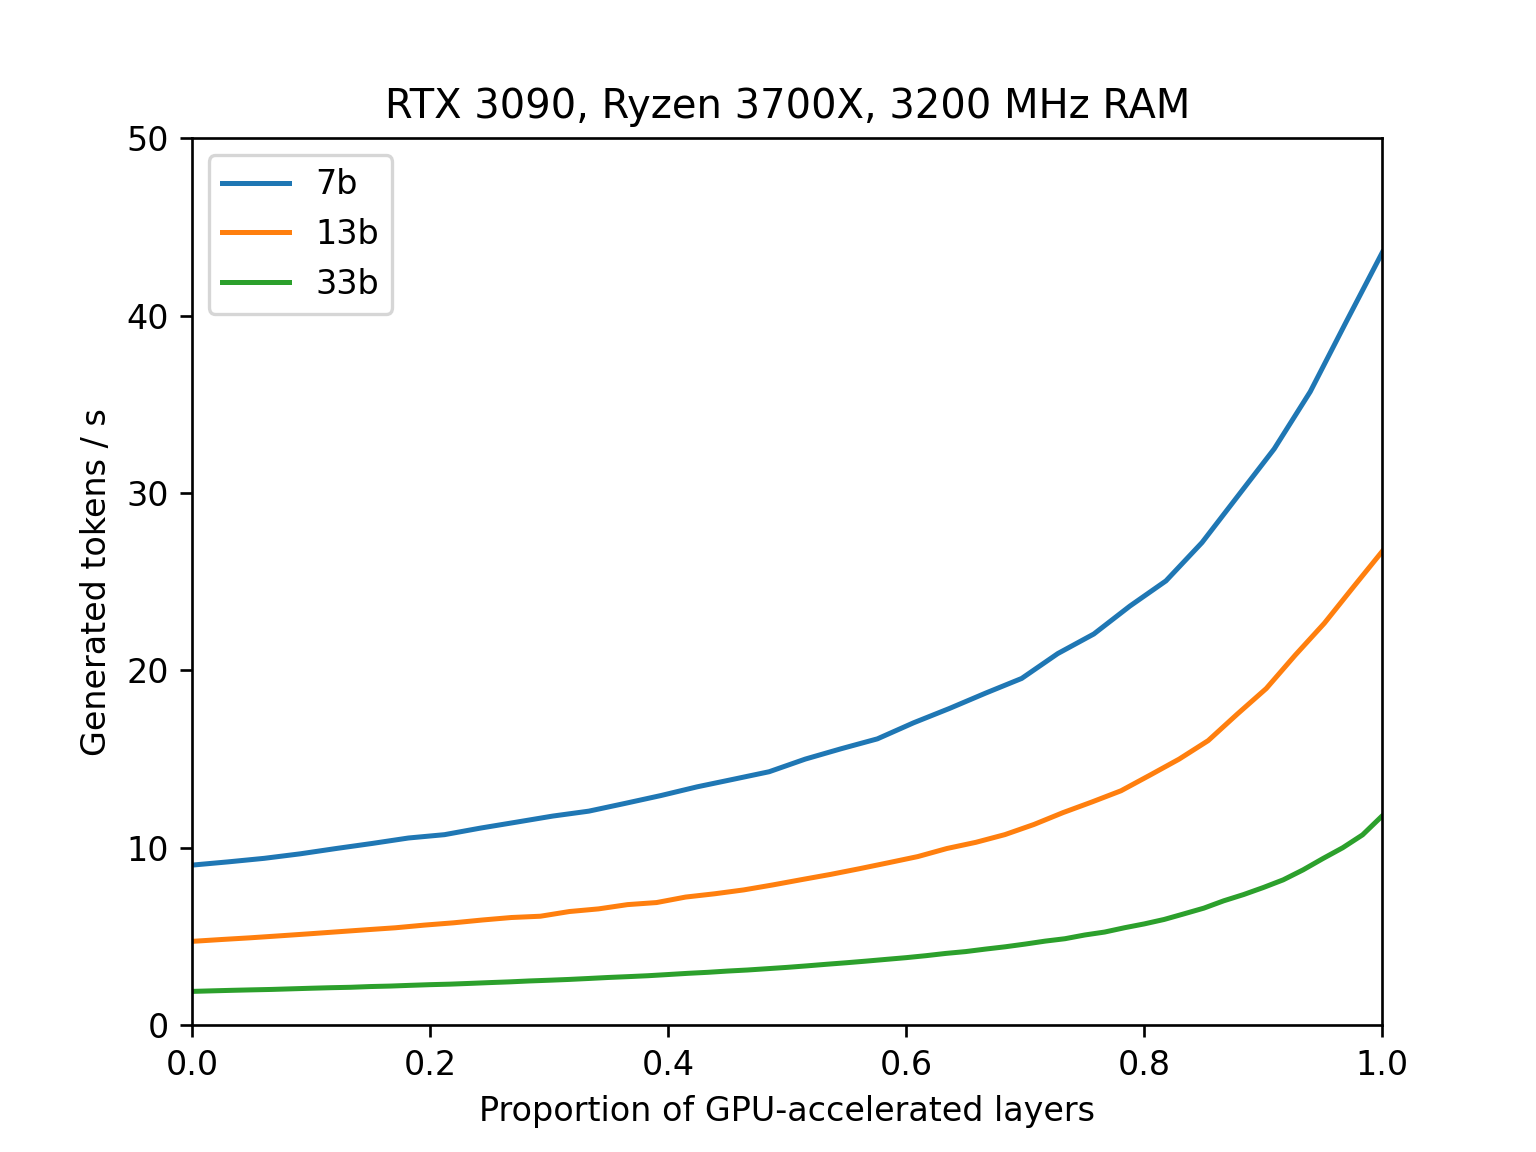 RTX 3090, Ryzen 3700X, 3200 MHz RAM
50
40
30
20
10
0
Generated tokens / s
7b
13b
33b
0.0 0.2 0.4 0.6 0.8 1.0
Proportion of GPU-accelerated layers